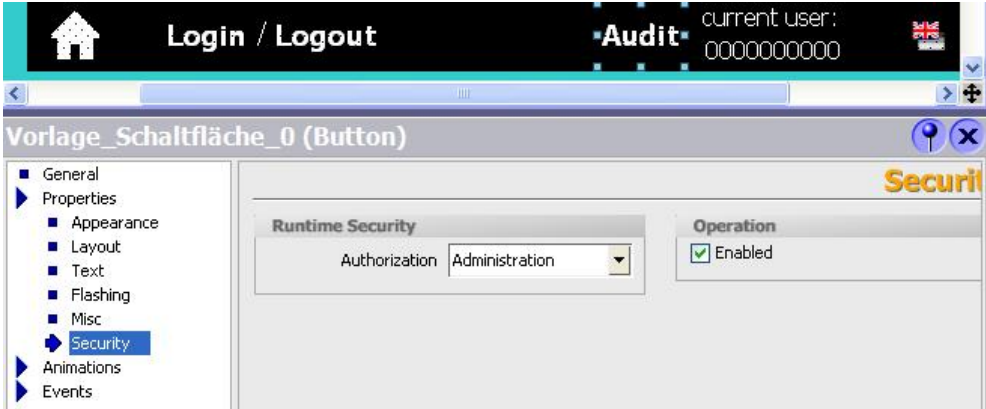 Login / Logout
Audit
current user:
0000000000
Vorlage_Schaltfläche_0 (Button)
General
Properties
Appearance
Layout
Text
Flashing
Misc
Security
Animations
Events
Securit
Runtime Security
Authorization Administration
Operation
Enabled